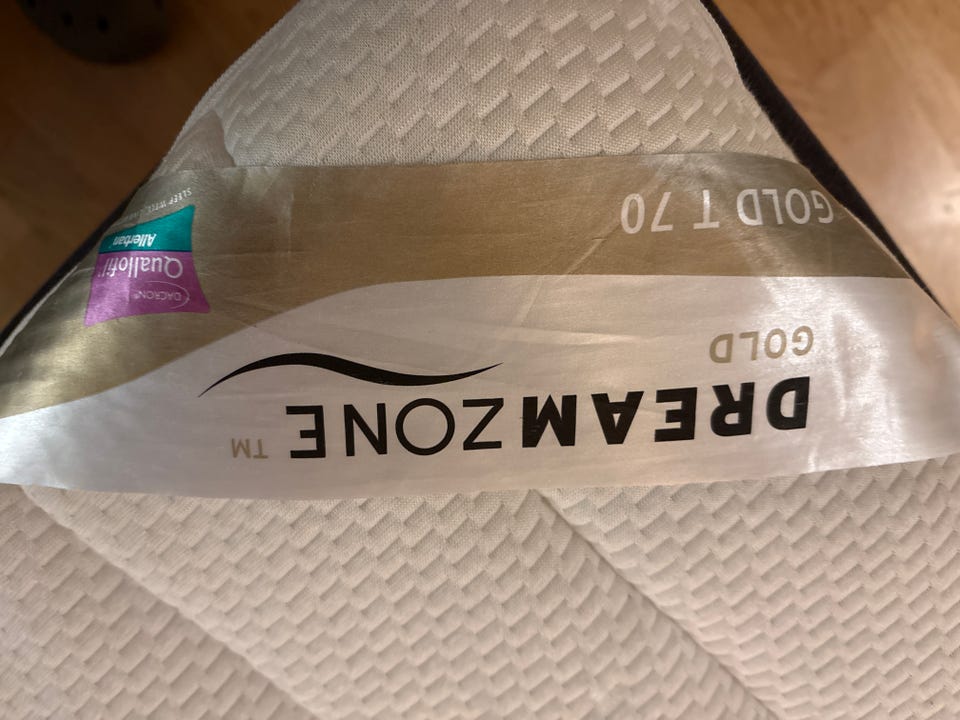 DREAMZONE TM
GOLD
GOLD T 70
DACRON®
Quallofil
Allerban
SLEEP WELL